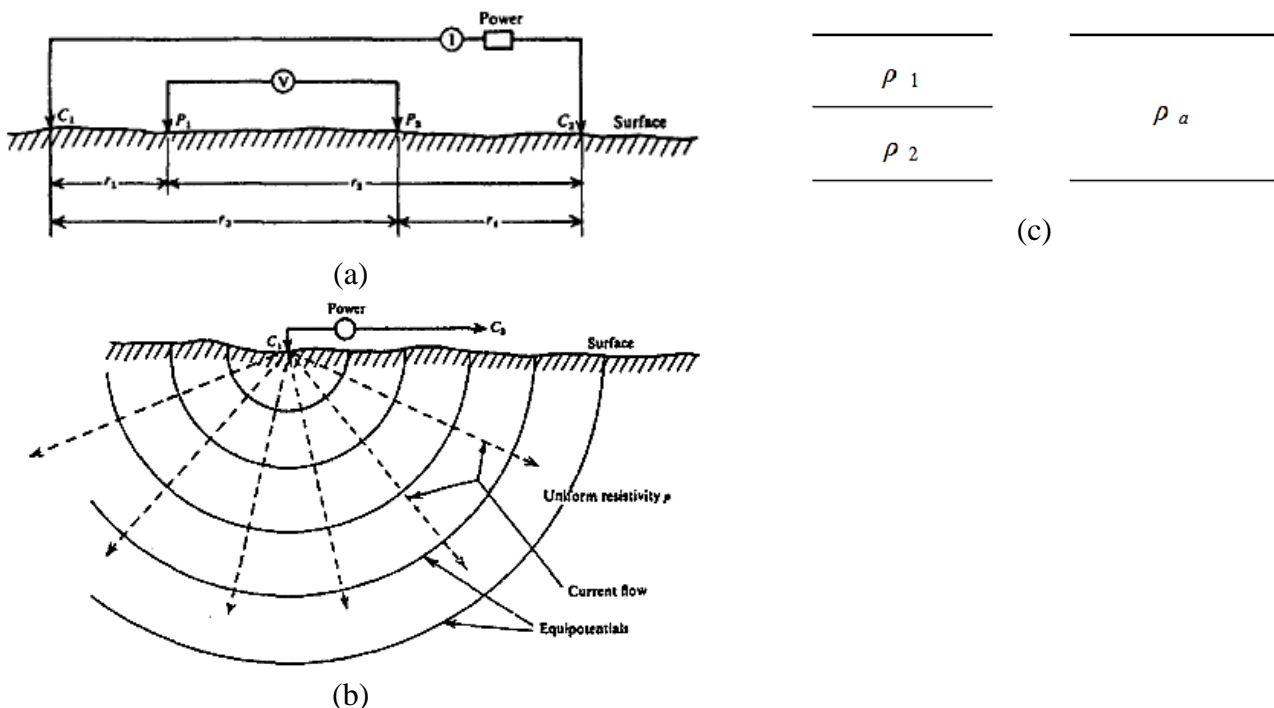 Power
I
V
C₁ P₁ P₂ C₂ Surface
r₁ r₂
r₃ r₄
(a)
Power
C₁ C₂
Surface
Uniform resistivity ρ
Current flow
Equipotentials
(b)
ρ 1
ρ 2
ρ a
(c)